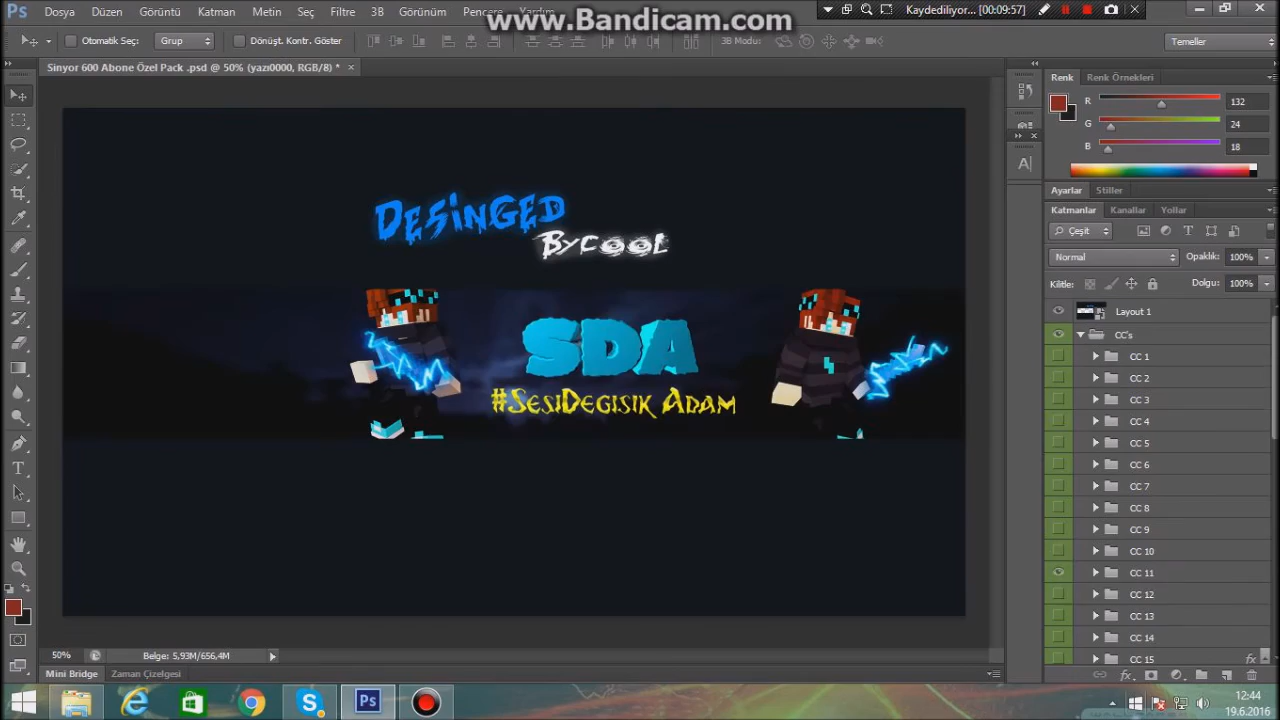 www.Bandicam.com
Ps Dosya Düzen Görüntü Katman Metin Seç Filtre 3B Görünüm Pencere Yardım
Kaydediliyor... [00:09:57]
Otomatik Seç: Grup Dönüşt. Kontr. Göster 3B Modu: Temeller
Sinyor 600 Abone Özel Pack .psd @ 50% (yazı0000, RGB/8) *
Renk Renk Örnekleri
R 132
G 24
B 18
Ayarlar Stiller
Katmanlar Kanallar Yollar
Çeşit
Normal Opaklık: 100%
Kilitle: Dolgu: 100%
Layout 1
CC's
CC 1
CC 2
CC 3
CC 4
CC 5
CC 6
CC 7
CC 8
CC 9
CC 10
CC 11
CC 12
CC 13
CC 14
CC 15
DESiNGED
BYCOOL
SDA
#SesiDegisik Adam
50% Belge: 5,93M/656,4M
Mini Bridge Zaman Çizelgesi
12:44
19.6.2016